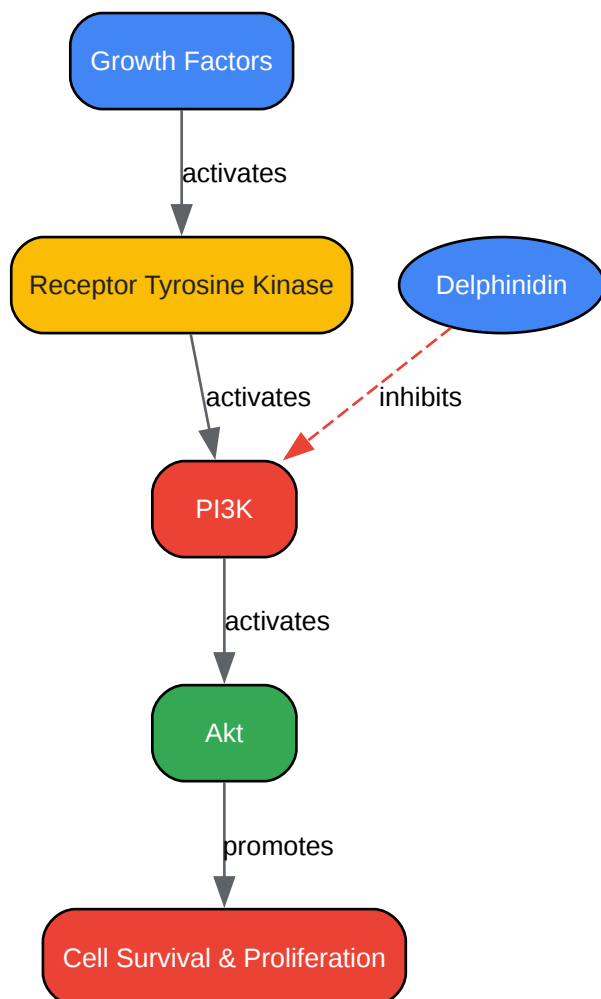 Growth Factors
activates
Receptor Tyrosine Kinase
Delphinidin
activates
inhibits
PI3K
activates
Akt
promotes
Cell Survival & Proliferation